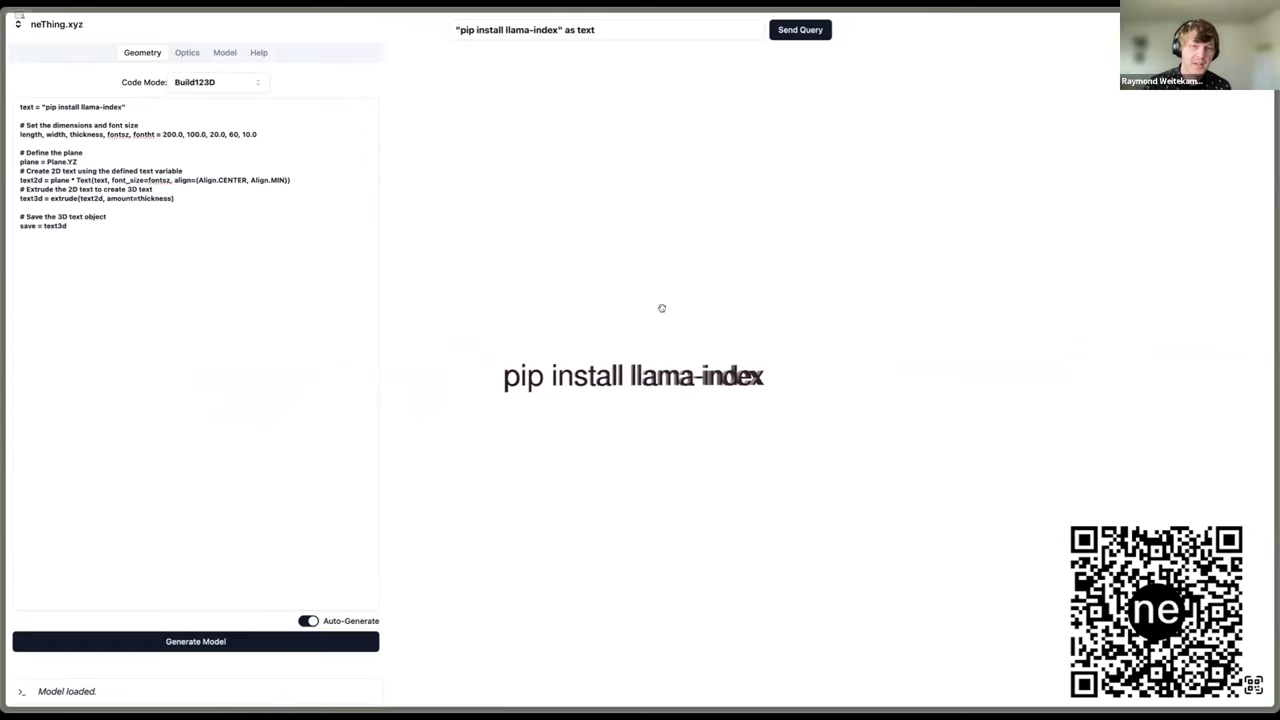 neThing.xyz
"pip install llama-index" as text
Send Query
Raymond Weitekam...
Geometry
Optics
Model
Help
Code Mode:
Build123D
text = "pip install llama-index"
# Set the dimensions and font size
length, width, thickness, fontsz, fontht = 200.0, 100.0, 20.0, 60, 10.0
# Define the plane
plane = Plane.YZ
# Create 2D text using the defined text variable
text2d = plane * Text(text, font_size=fontsz, align=(Align.CENTER, Align.MIN))
# Extrude the 2D text to create 3D text
text3d = extrude(text2d, amount=thickness)
# Save the 3D text object
save = text3d
pip install llama-index
Auto-Generate
Generate Model
>_ Model loaded.
ne